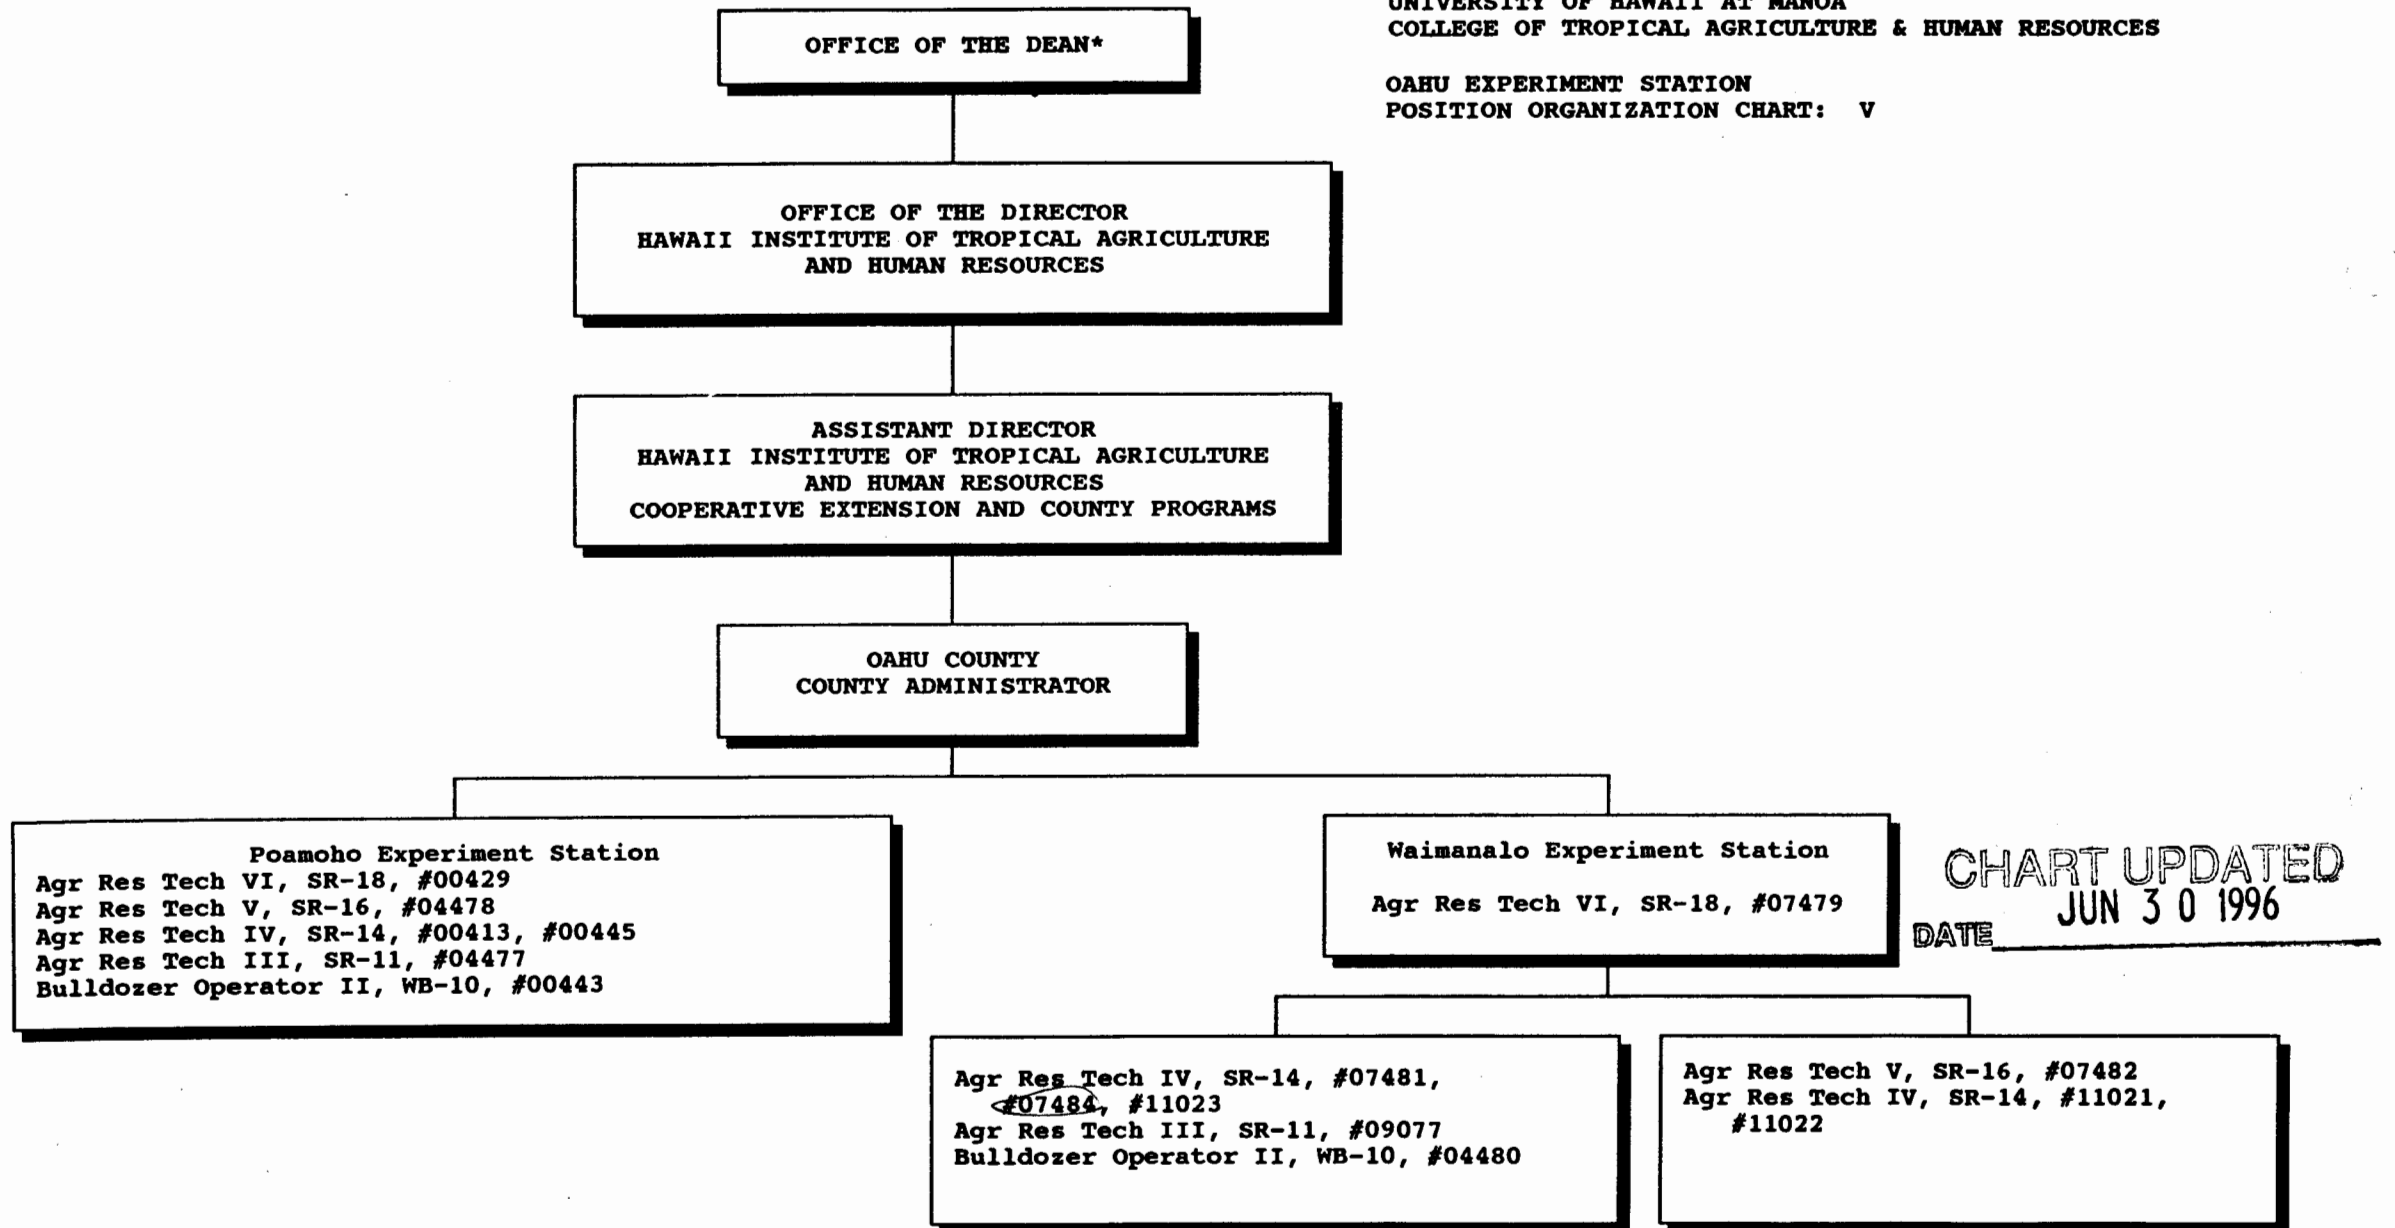 UNIVERSITY OF HAWAII AT MANOA
COLLEGE OF TROPICAL AGRICULTURE & HUMAN RESOURCES
OAHU EXPERIMENT STATION
POSITION ORGANIZATION CHART: V
OFFICE OF THE DEAN*
OFFICE OF THE DIRECTOR
HAWAII INSTITUTE OF TROPICAL AGRICULTURE
AND HUMAN RESOURCES
ASSISTANT DIRECTOR
HAWAII INSTITUTE OF TROPICAL AGRICULTURE
AND HUMAN RESOURCES
COOPERATIVE EXTENSION AND COUNTY PROGRAMS
OAHU COUNTY
COUNTY ADMINISTRATOR
Poamoho Experiment Station
Agr Res Tech VI, SR-18, #00429
Agr Res Tech V, SR-16, #04478
Agr Res Tech IV, SR-14, #00413, #00445
Agr Res Tech III, SR-11, #04477
Bulldozer Operator II, WB-10, #00443
Waimanalo Experiment Station
Agr Res Tech VI, SR-18, #07479
CHART UPDATED
JUN 30 1996
DATE
Agr Res Tech IV, SR-14, #07481,
#07484, #11023
Agr Res Tech III, SR-11, #09077
Bulldozer Operator II, WB-10, #04480
Agr Res Tech V, SR-16, #07482
Agr Res Tech IV, SR-14, #11021,
#11022